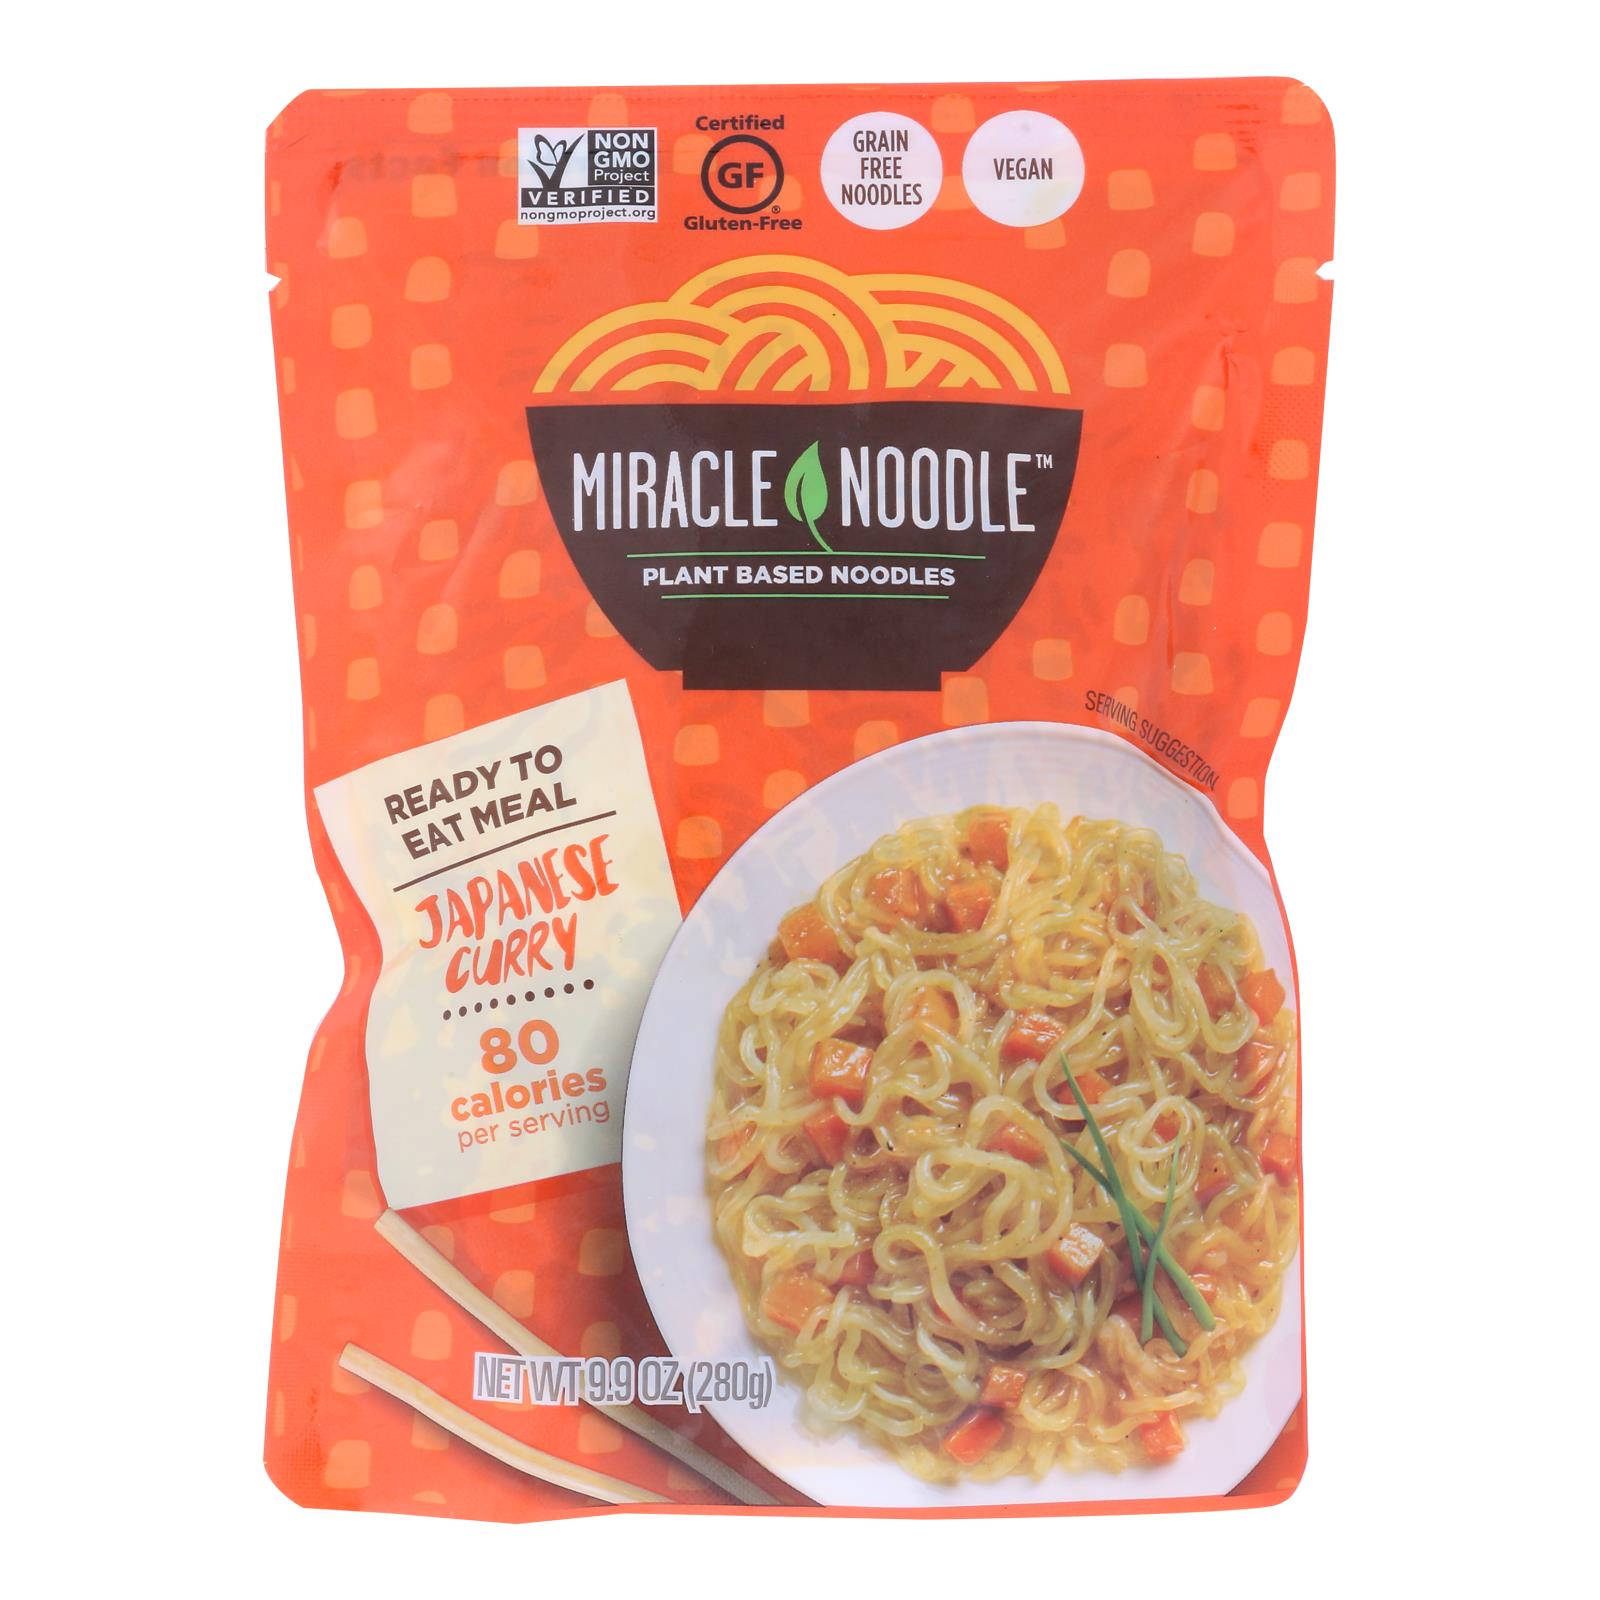 NON
GMO
Project
VERIFIED
nongmoproject.org
Certified
GF®
Gluten-Free
GRAIN
FREE
NOODLES
VEGAN
MIRACLE NOODLE™
PLANT BASED NOODLES
SERVING SUGGESTION
READY TO
EAT MEAL
JAPANESE
CURRY
80
calories
per serving
NET WT 9.9 OZ (280g)